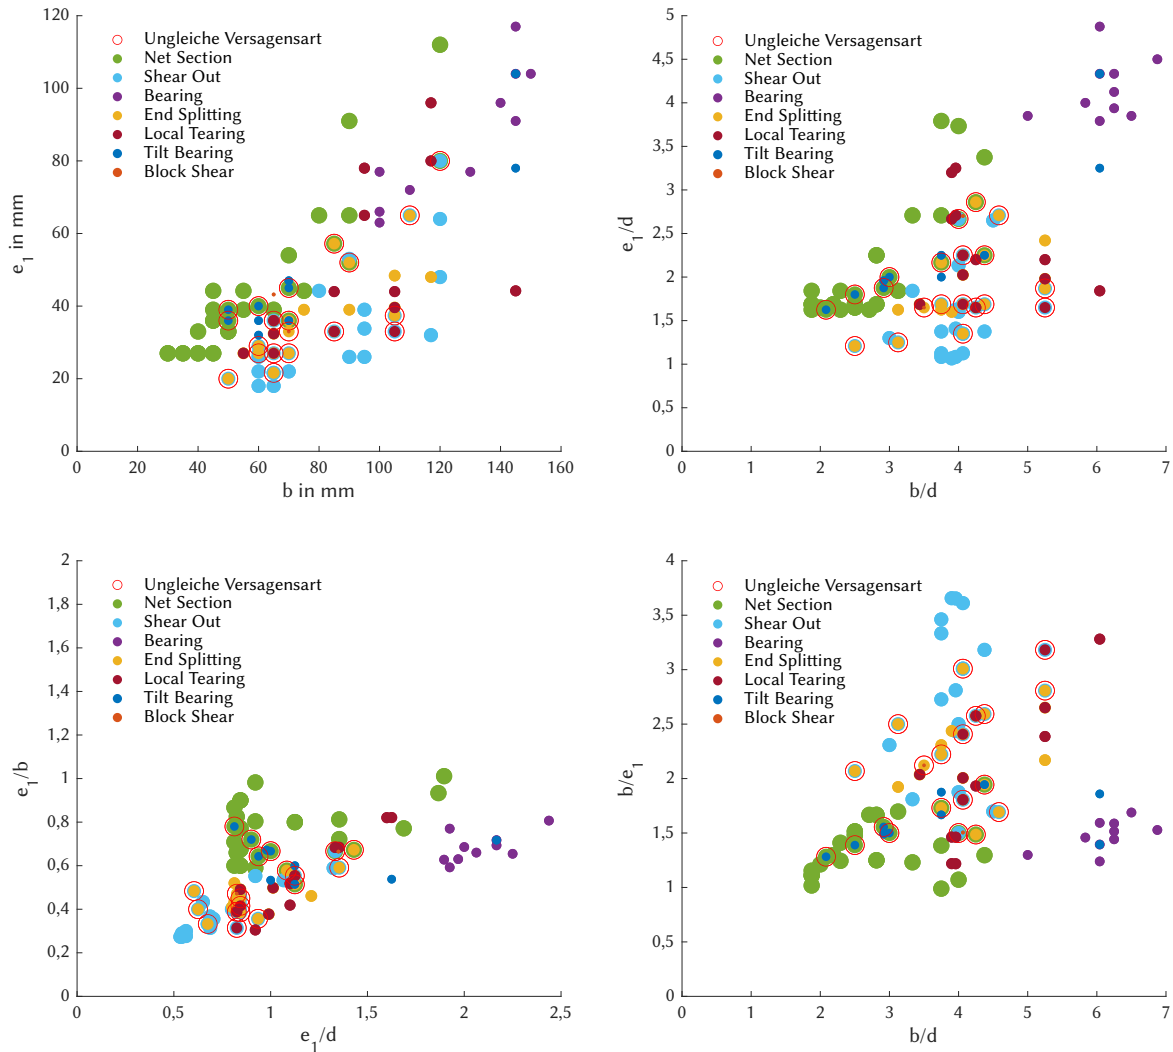 120
100
80
60
40
20
0
e1 in mm
Ungleiche Versagensart
Net Section
Shear Out
Bearing
End Splitting
Local Tearing
Tilt Bearing
Block Shear
0 20 40 60 80 100 120 140 160
b in mm
5
4,5
4
3,5
3
2,5
2
1,5
1
0,5
0
e1/d
Ungleiche Versagensart
Net Section
Shear Out
Bearing
End Splitting
Local Tearing
Tilt Bearing
Block Shear
0 1 2 3 4 5 6 7
b/d
2
1,8
1,6
1,4
1,2
1
0,8
0,6
0,4
0,2
0
e1/b
Ungleiche Versagensart
Net Section
Shear Out
Bearing
End Splitting
Local Tearing
Tilt Bearing
Block Shear
0 0,5 1 1,5 2 2,5
e1/d
4
3,5
3
2,5
2
1,5
1
0,5
0
b/e1
Ungleiche Versagensart
Net Section
Shear Out
Bearing
End Splitting
Local Tearing
Tilt Bearing
Block Shear
0 1 2 3 4 5 6 7
b/d